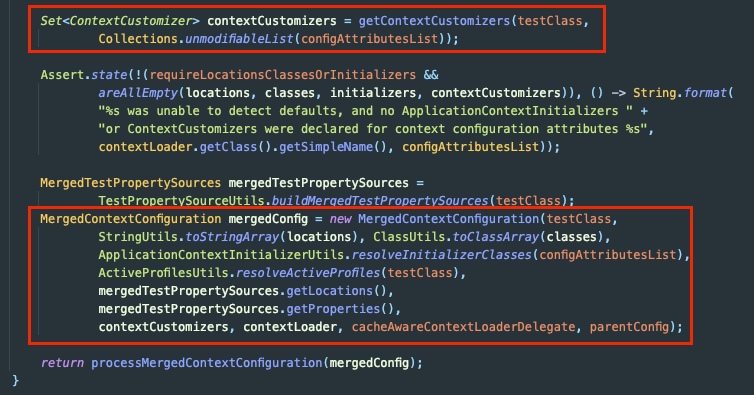 Set<ContextCustomizer> contextCustomizers = getContextCustomizers(testClass,
Collections.unmodifiableList(configAttributesList));
Assert.state(!(requireLocationsClassesOrInitializers &&
areAllEmpty(locations, classes, initializers, contextCustomizers)), () -> String.format(
"%s was unable to detect defaults, and no ApplicationContextInitializers " +
"or ContextCustomizers were declared for context configuration attributes %s",
contextLoader.getClass().getSimpleName(), configAttributesList));
MergedTestPropertySources mergedTestPropertySources =
TestPropertySourceUtils.buildMergedTestPropertySources(testClass);
MergedContextConfiguration mergedConfig = new MergedContextConfiguration(testClass,
StringUtils.toStringArray(locations), ClassUtils.toClassArray(classes),
ApplicationContextInitializerUtils.resolveInitializerClasses(configAttributesList),
ActiveProfilesUtils.resolveActiveProfiles(testClass),
mergedTestPropertySources.getLocations(),
mergedTestPropertySources.getProperties(),
contextCustomizers, contextLoader, cacheAwareContextLoaderDelegate, parentConfig);
return processMergedContextConfiguration(mergedConfig);
}